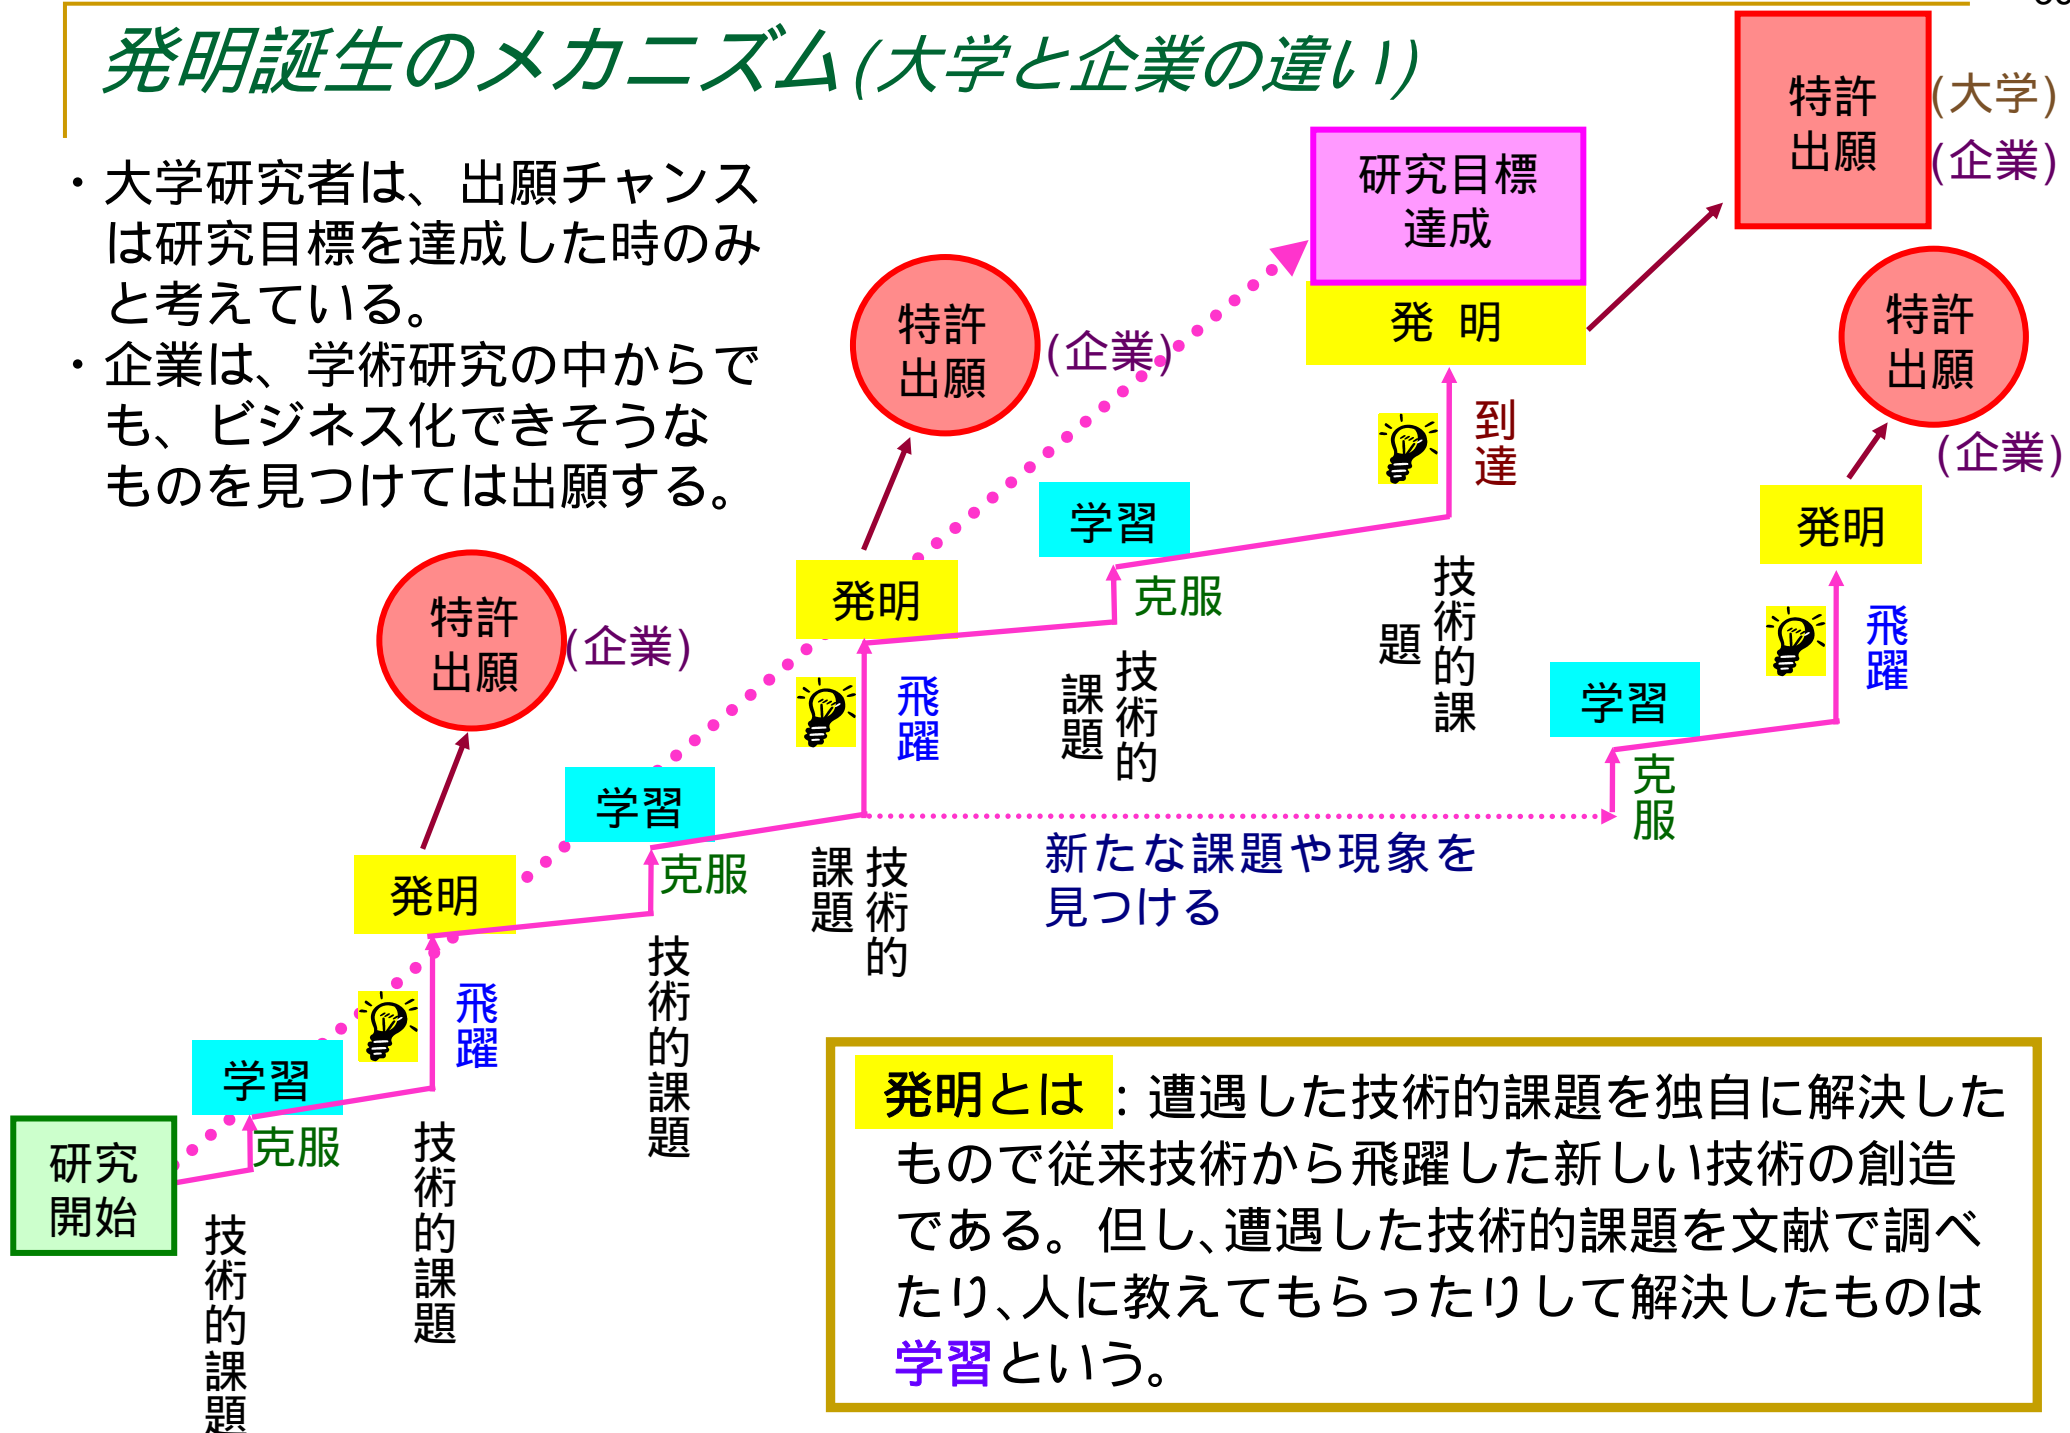 発明誕生のメカニズム(大学と企業の違い)
・大学研究者は、出願チャンス
は研究目標を達成した時のみ
と考えている。
・企業は、学術研究の中からで
も、ビジネス化できそうな
ものを見つけては出願する。
特許
出願
(大学)
(企業)
研究目標
達成
発 明
特許
出願
(企業)
特許
出願
(企業)
到達
学習
発明
発明
克服
技術的課
題
飛躍
特許
出願
(企業)
飛躍
技術的
課題
学習
克服
学習
克服
新たな課題や現象を
見つける
技術的
課題
発明
技術的課題
飛躍
学習
克服
技術的課題
研究
開始
技術的課題
発明とは:遭遇した技術的課題を独自に解決した
もので従来技術から飛躍した新しい技術の創造
である。但し、遭遇した技術的課題を文献で調べ
たり、人に教えてもらったりして解決したものは
学習という。